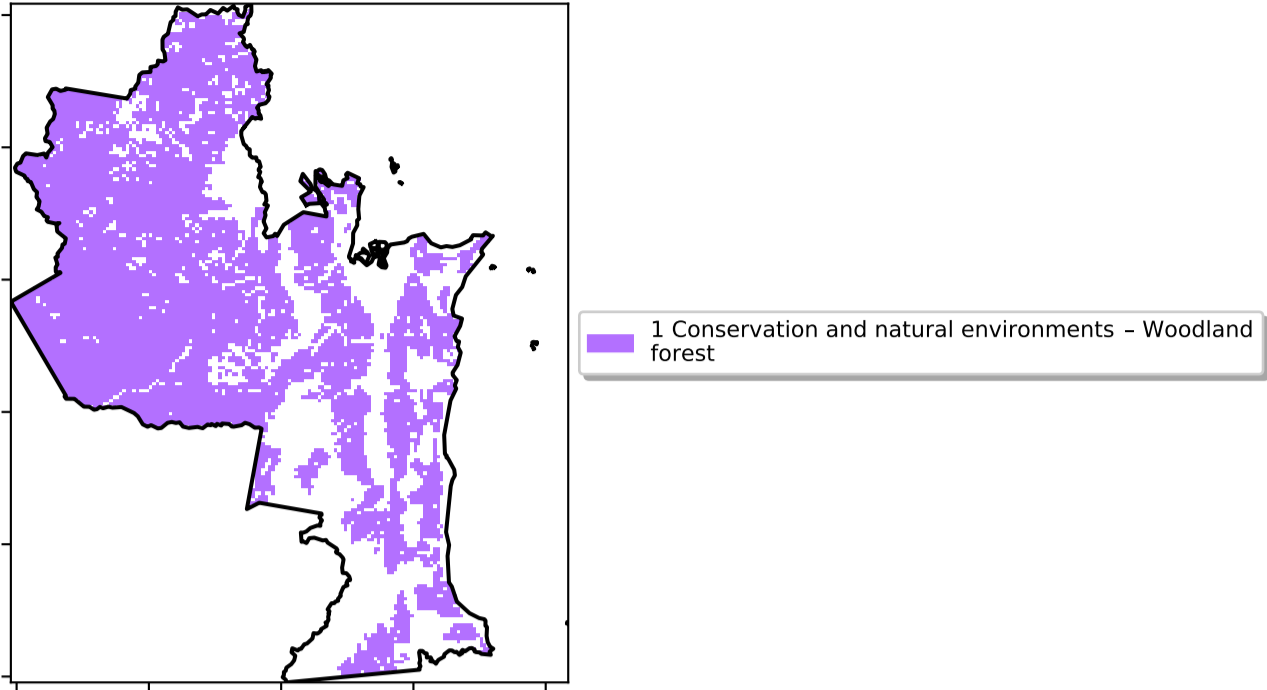 1 Conservation and natural environments – Woodland
forest